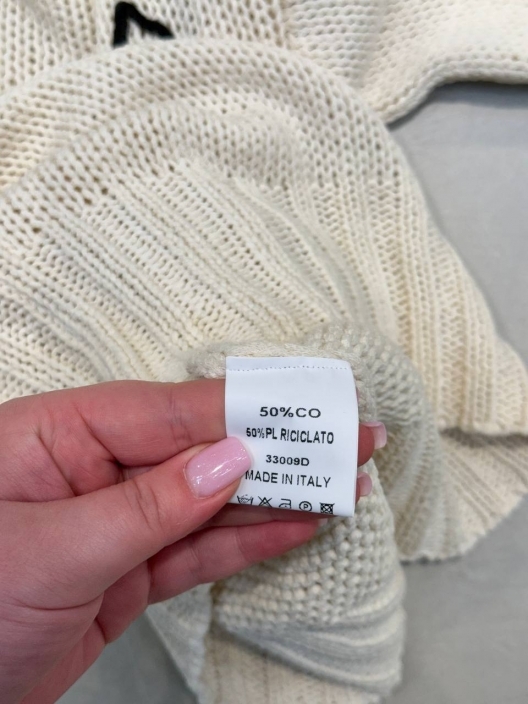 50%CO
50%PL RICICLATO
33009D
MADE IN ITALY